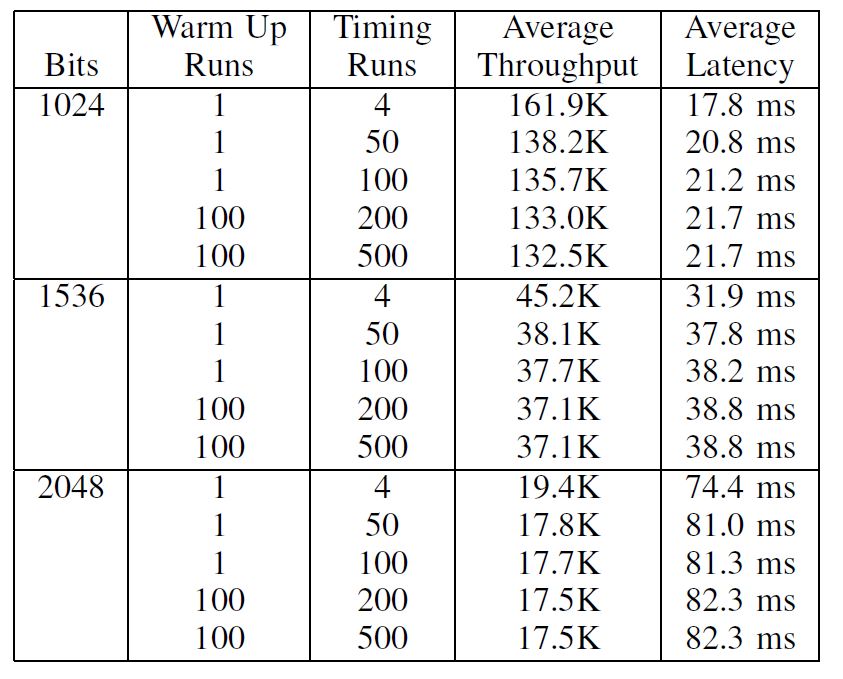 Bits Warm Up Runs Timing Runs Average Throughput Average Latency
1024 1 4 161.9K 17.8 ms
1 50 138.2K 20.8 ms
1 100 135.7K 21.2 ms
100 200 133.0K 21.7 ms
100 500 132.5K 21.7 ms
1536 1 4 45.2K 31.9 ms
1 50 38.1K 37.8 ms
1 100 37.7K 38.2 ms
100 200 37.1K 38.8 ms
100 500 37.1K 38.8 ms
2048 1 4 19.4K 74.4 ms
1 50 17.8K 81.0 ms
1 100 17.7K 81.3 ms
100 200 17.5K 82.3 ms
100 500 17.5K 82.3 ms